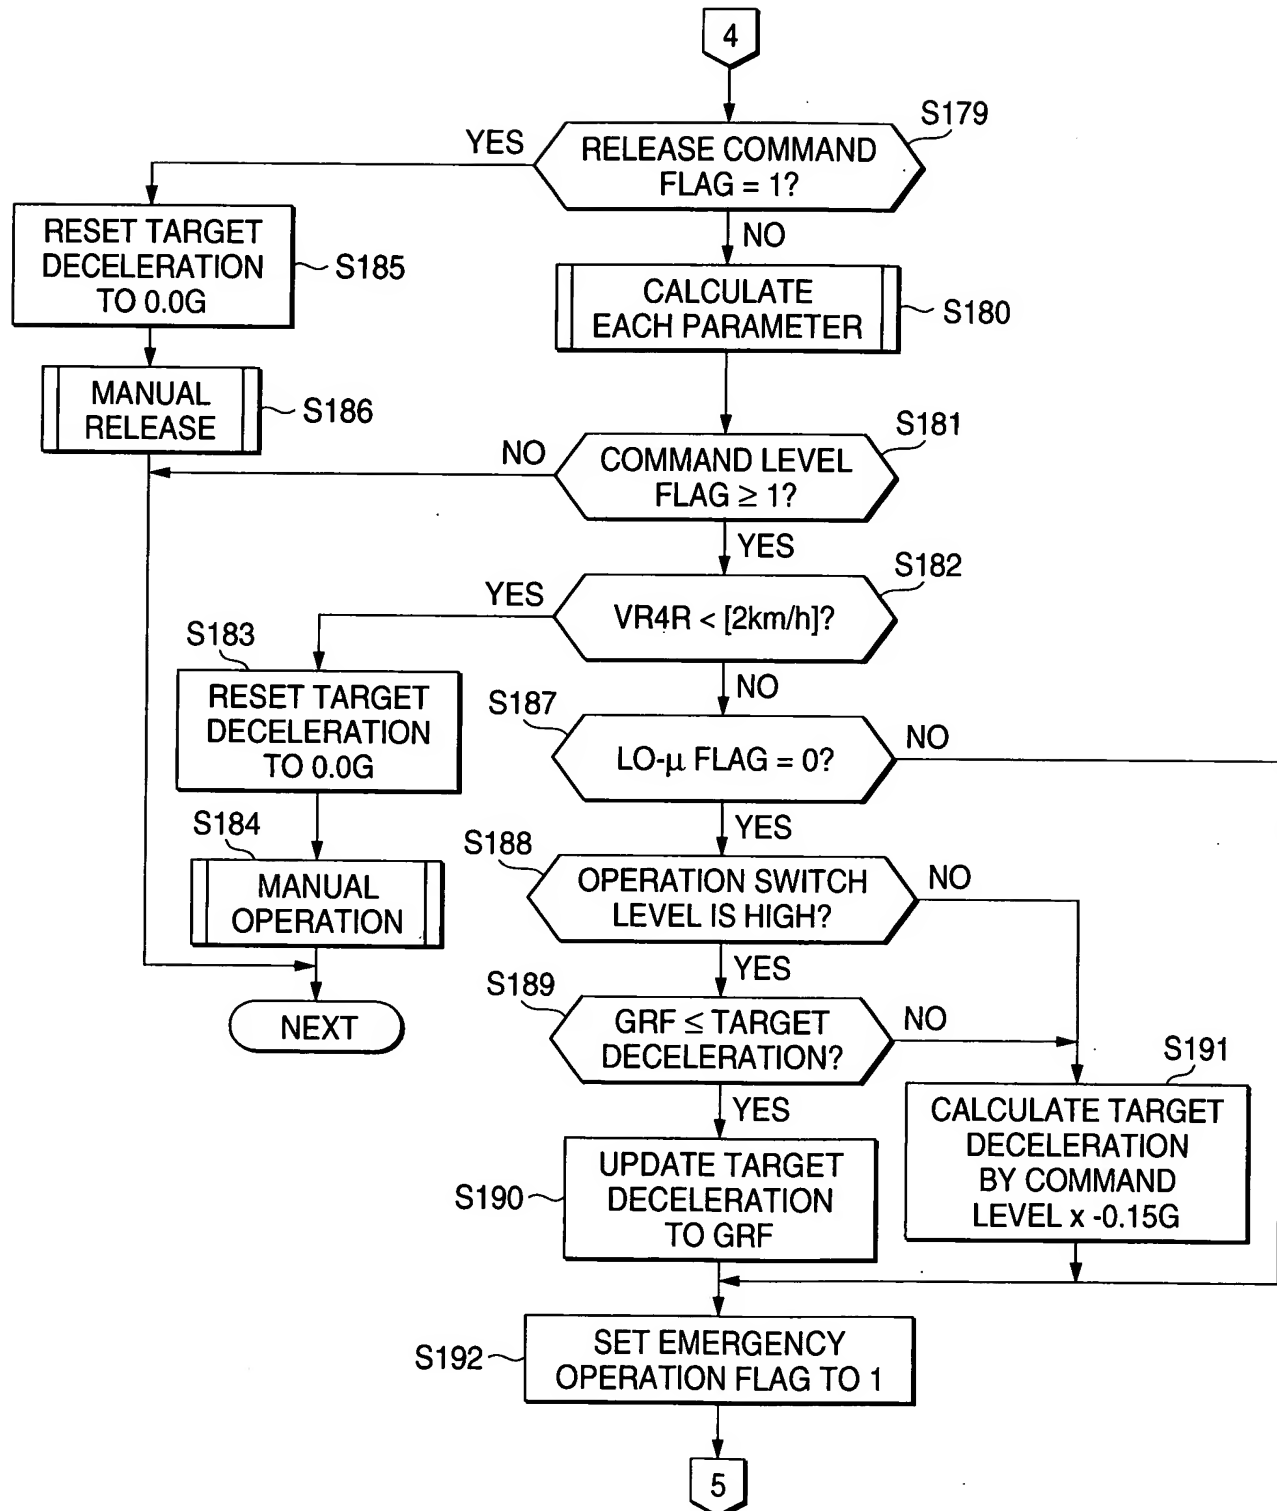 4
S179
YES
RELEASE COMMAND
FLAG = 1?
RESET TARGET
DECELERATION
TO 0.0G
S185
NO
CALCULATE
EACH PARAMETER
S180
MANUAL
RELEASE
S186
S181
NO
COMMAND LEVEL
FLAG ≥ 1?
YES
S182
YES
VR4R < [2km/h]?
S183
RESET TARGET
DECELERATION
TO 0.0G
NO
S187
NO
LO-μ FLAG = 0?
S184
YES
S188
MANUAL
OPERATION
OPERATION SWITCH
LEVEL IS HIGH?
NO
YES
S189
NEXT
GRF ≤ TARGET
DECELERATION?
NO
S191
YES
CALCULATE TARGET
DECELERATION
BY COMMAND
LEVEL x -0.15G
S190
UPDATE TARGET
DECELERATION
TO GRF
S192
SET EMERGENCY
OPERATION FLAG TO 1
5